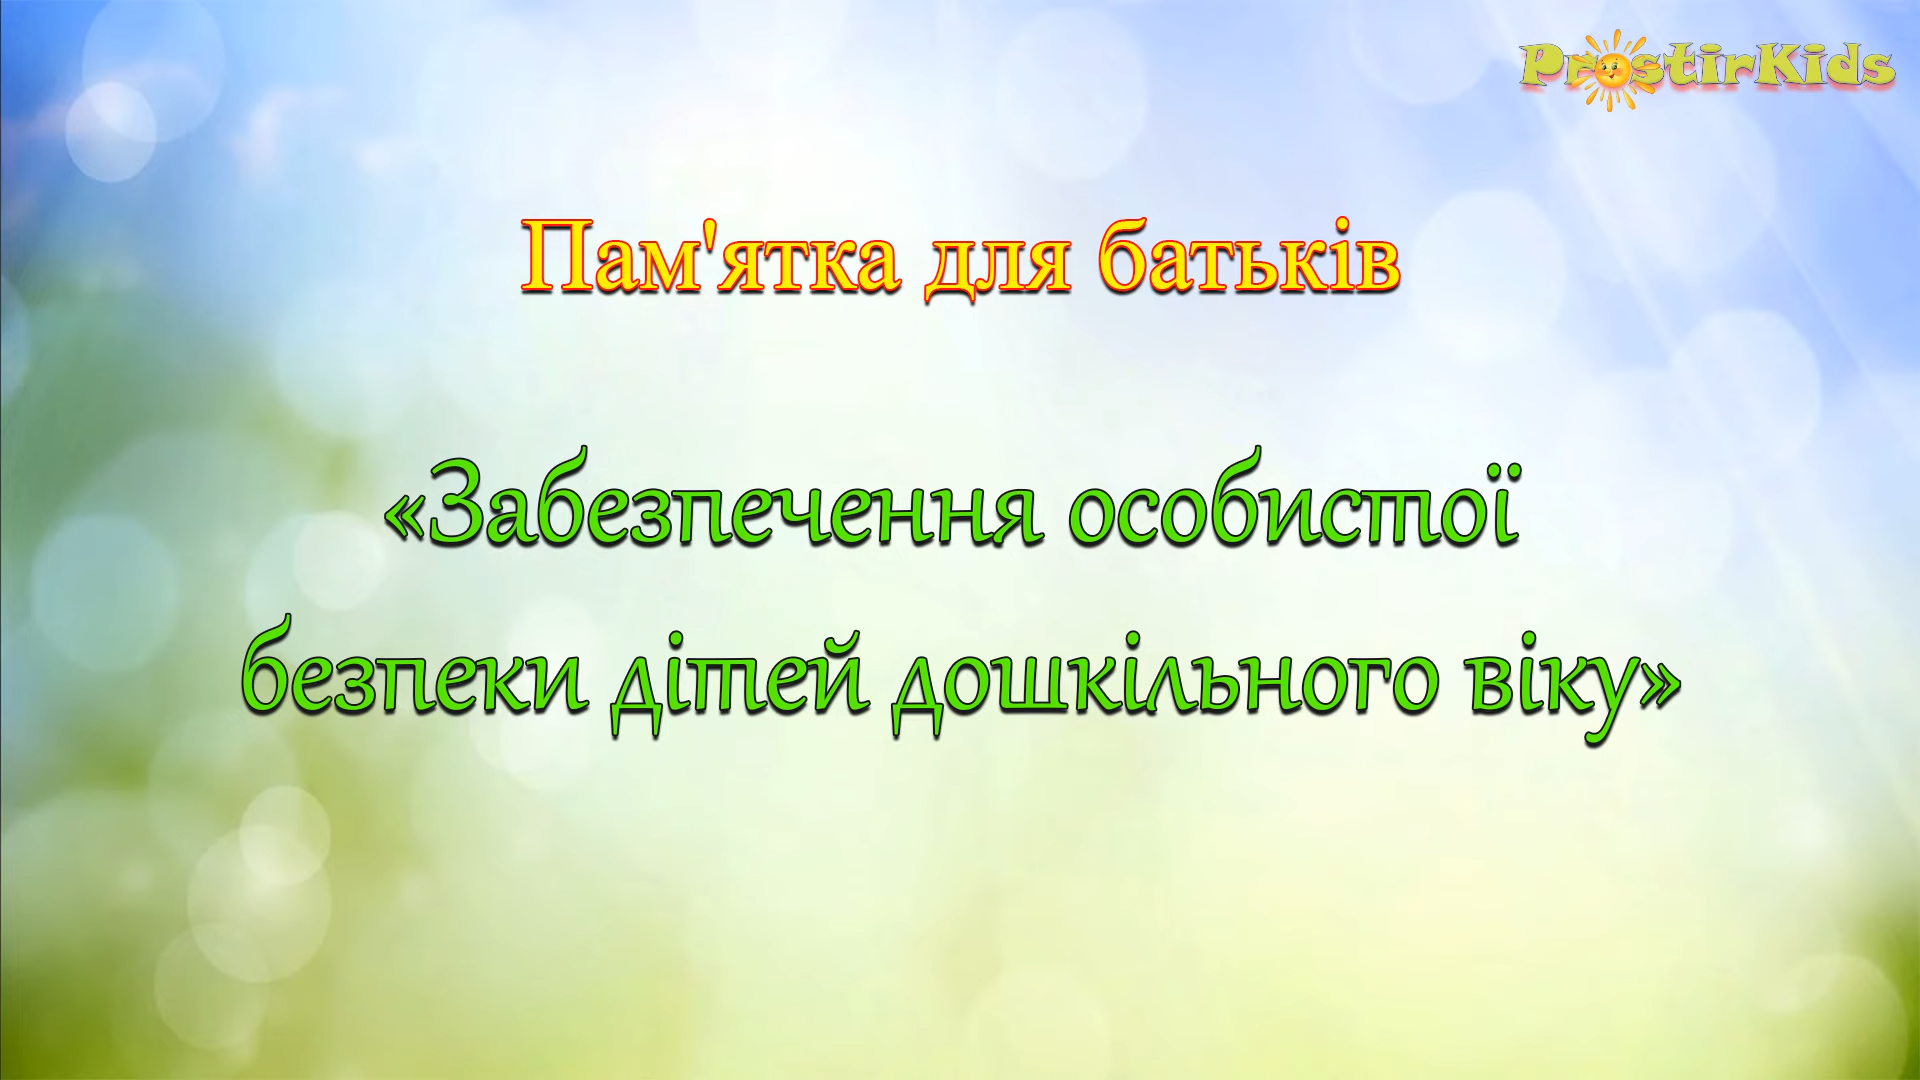 ProstirKids
Пам'ятка для батьків
«Забезпечення особистої
безпеки дітей дошкільного віку»